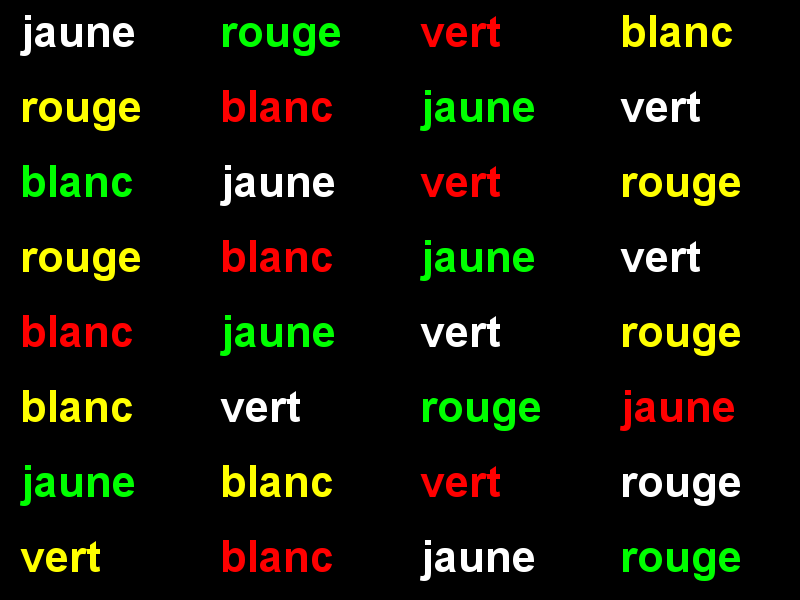 jaune rouge vert blanc
rouge blanc jaune vert
blanc jaune vert rouge
rouge blanc jaune vert
blanc jaune vert rouge
blanc vert rouge jaune
jaune blanc vert rouge
vert blanc jaune rouge